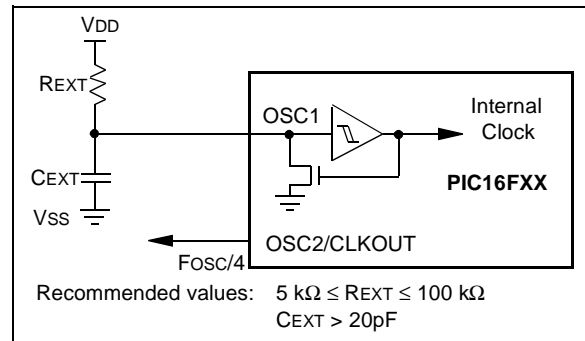 VDD
REXT
OSC1
Internal
Clock
CEXT
PIC16FXX
VSS
OSC2/CLKOUT
FOSC/4
Recommended values: 5 kΩ ≤ REXT ≤ 100 kΩ
CEXT > 20pF